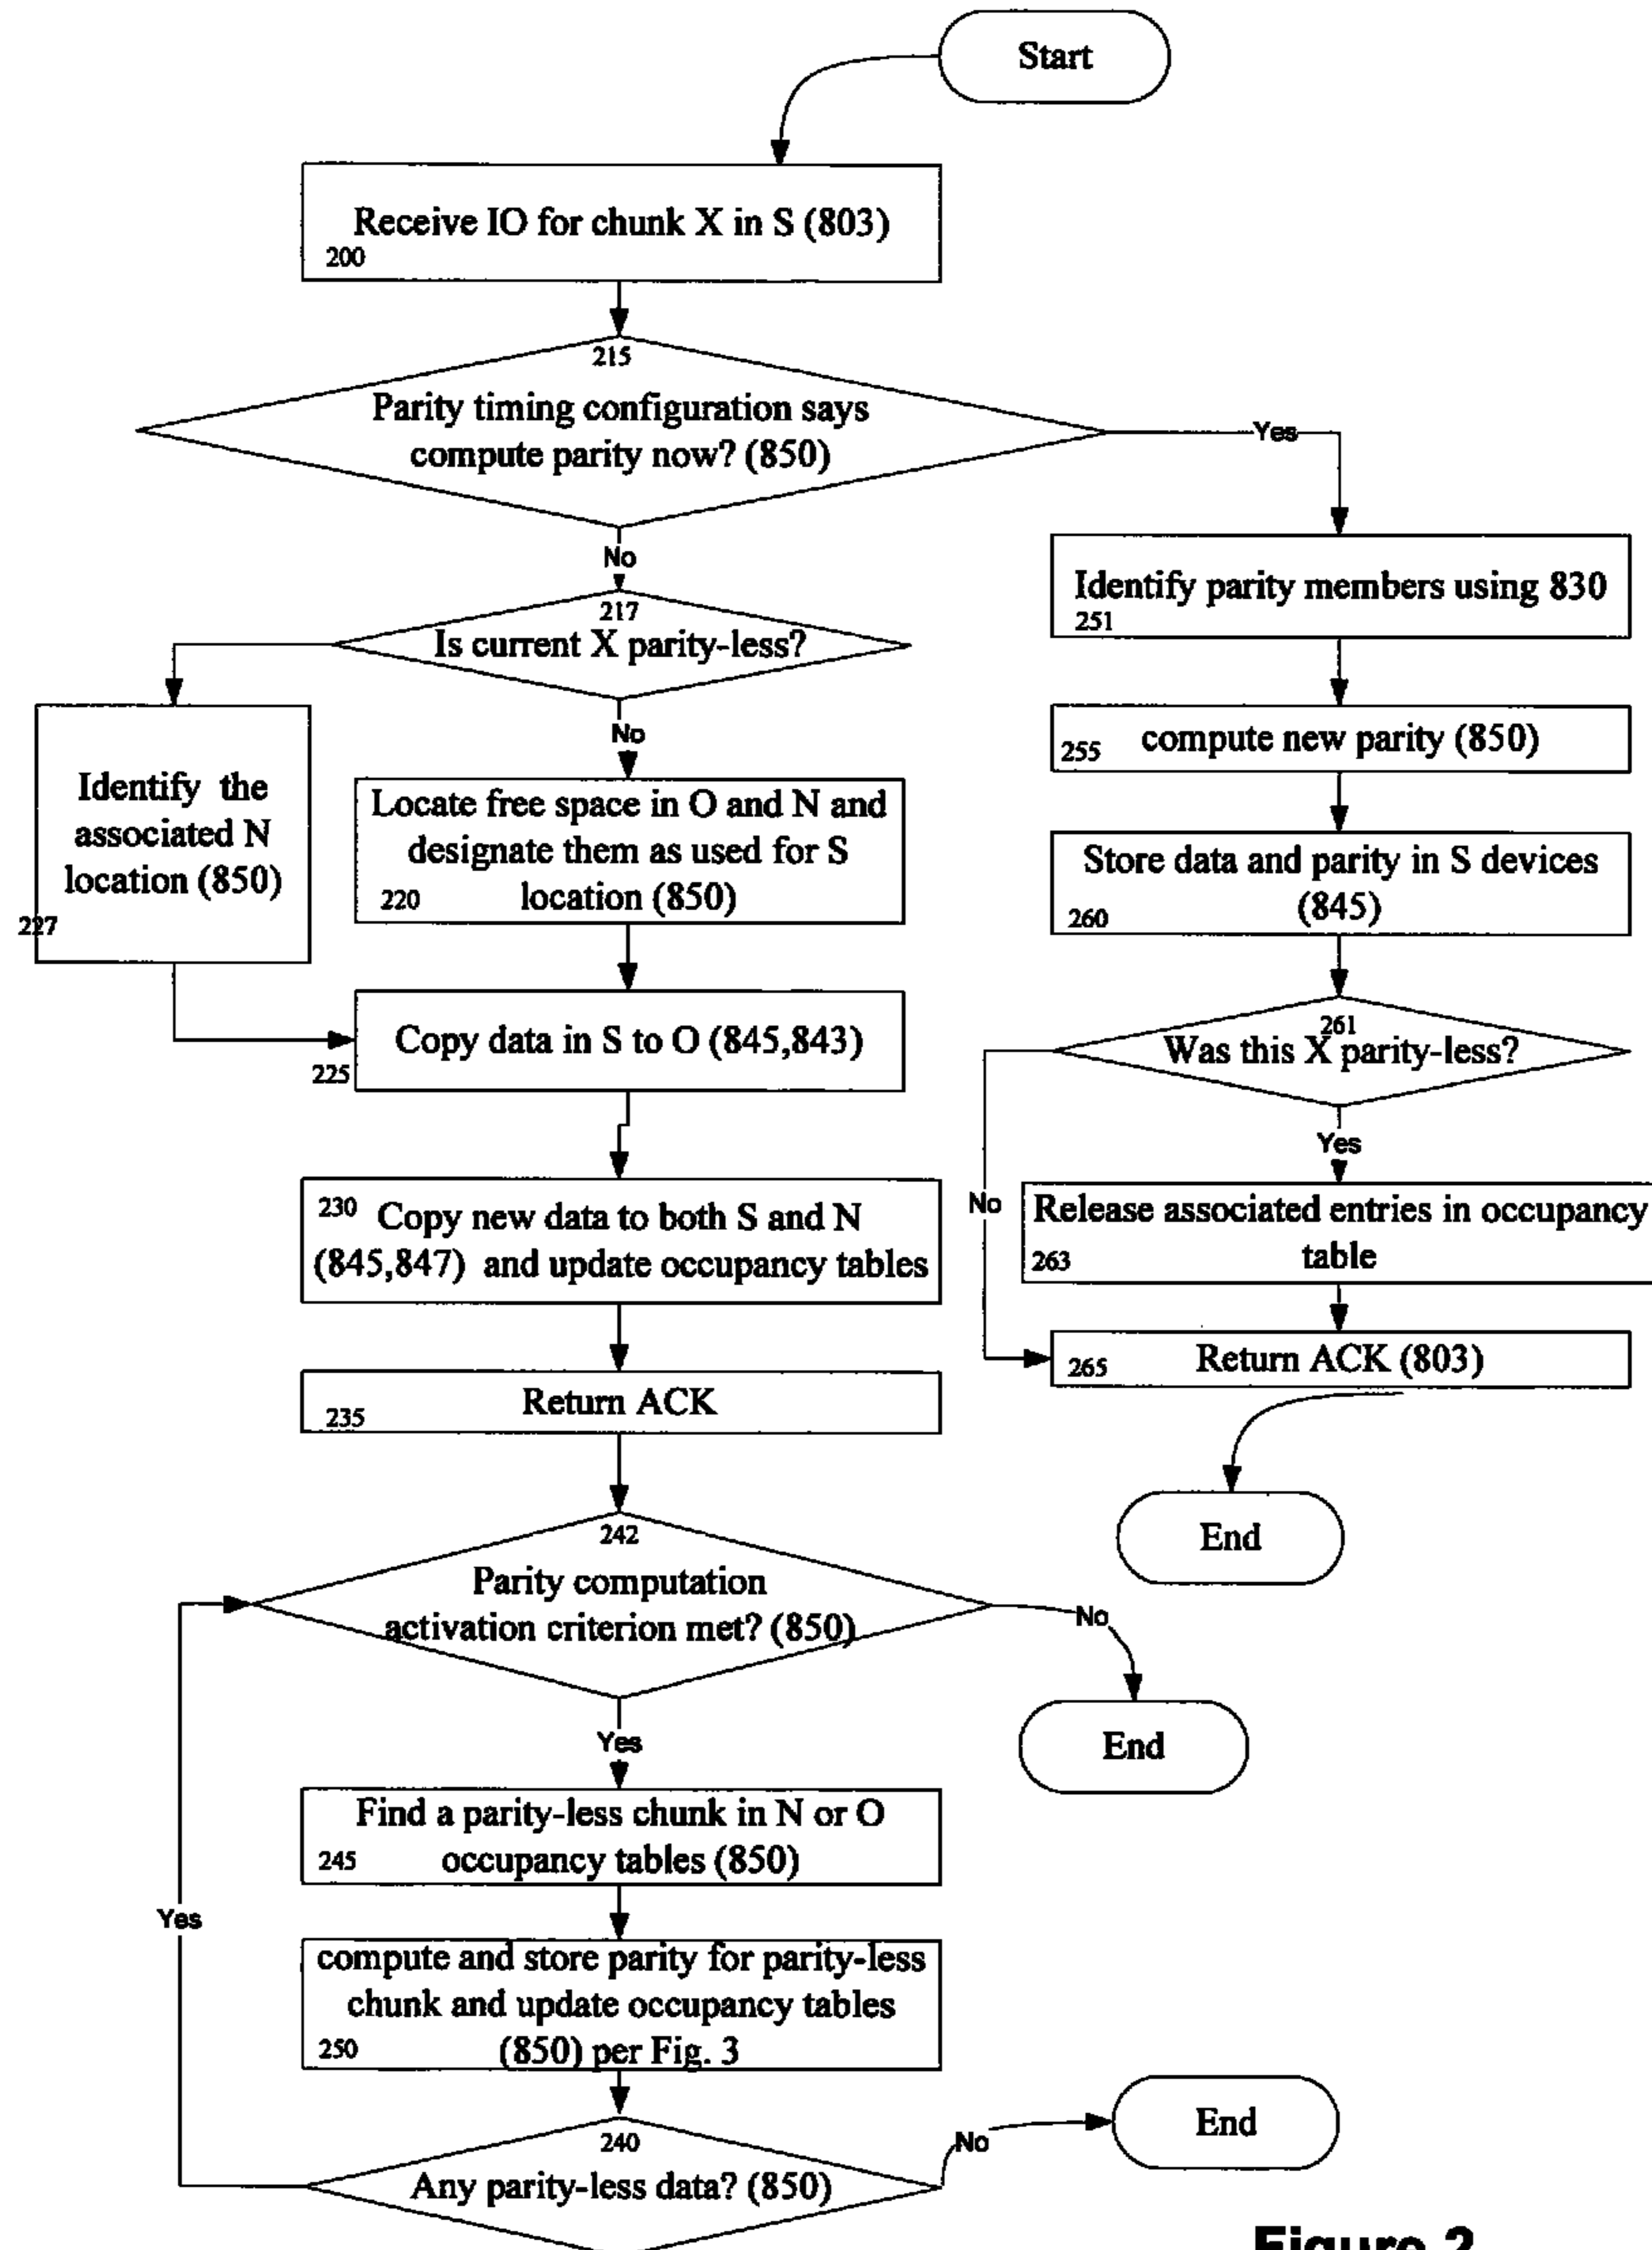 Start
Receive IO for chunk X in S (803)
200
215
Parity timing configuration says
compute parity now? (850)
Yes
No
217
Is current X parity-less?
No
Identify the
associated N
location (850)
227
Locate free space in O and N and
designate them as used for S
220 location (850)
Copy data in S to O (845,843)
225
230 Copy new data to both S and N
(845,847) and update occupancy tables
Return ACK
235
242
Parity computation
activation criterion met? (850)
No
End
Yes
Find a parity-less chunk in N or O
245 occupancy tables (850)
compute and store parity for parity-less
chunk and update occupancy tables
250 (850) per Fig. 3
240
Any parity-less data? (850)
Yes
No
End
Identify parity members using 830
251
255 compute new parity (850)
Store data and parity in S devices
260 (845)
261
Was this X parity-less?
Yes
No
Release associated entries in occupancy
263 table
265 Return ACK (803)
End
Figure 2